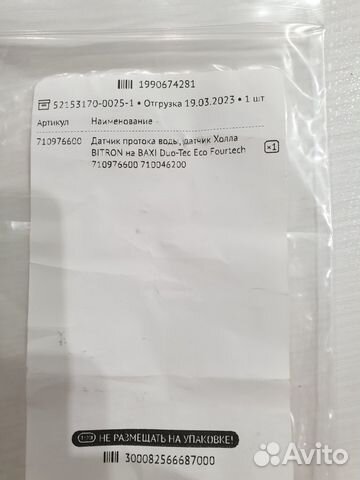 1990674281
52153170-0025-1 • Отгрузка 19.03.2023 • 1 шт
Артикул Наименование
710976600 Датчик протока воды, датчик Холла
BITRON на BAXI Duo-Tec Eco Fourtech ×1
710976600 710046200
НЕ РАЗМЕЩАТЬ НА УПАКОВКЕ!
300082566687000
Avito